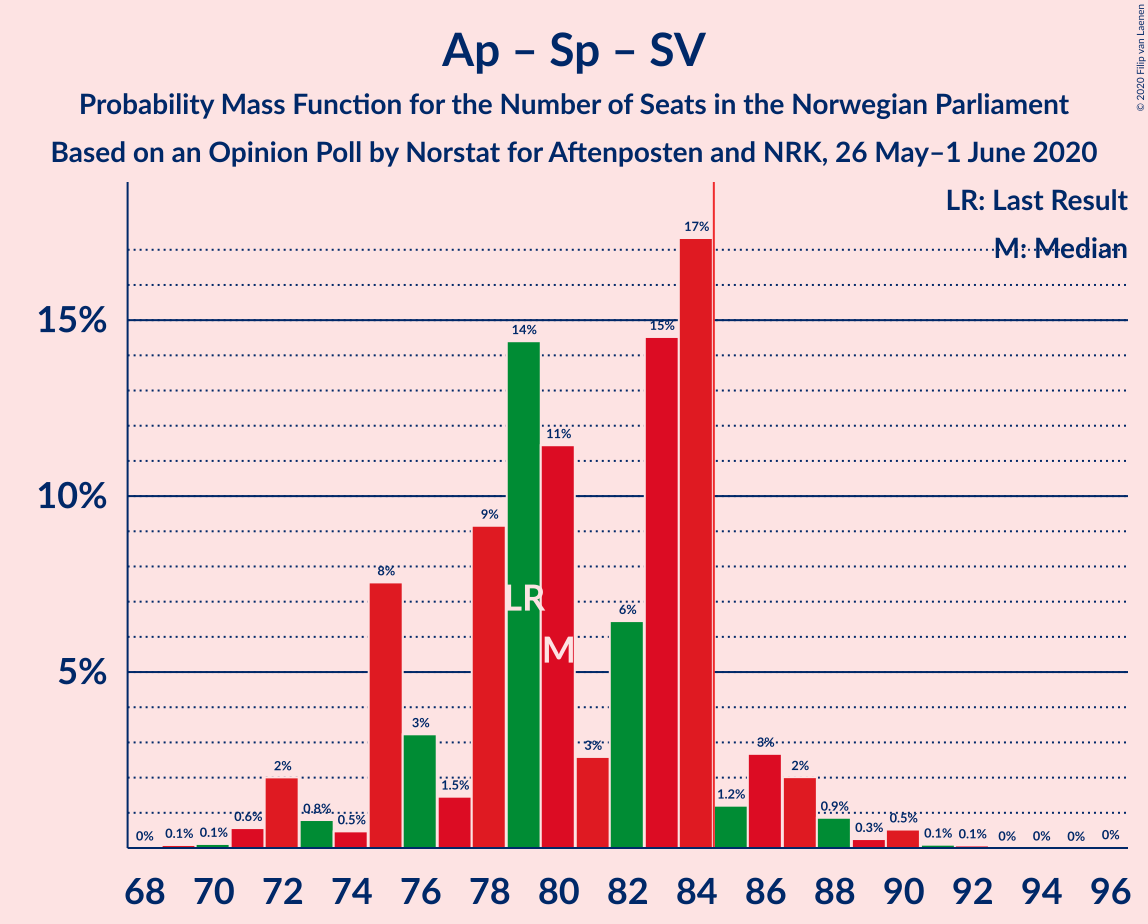 Ap – Sp – SV
Probability Mass Function for the Number of Seats in the Norwegian Parliament
Based on an Opinion Poll by Norstat for Aftenposten and NRK, 26 May–1 June 2020
© 2020 Filip van Laenen
LR: Last Result
M: Median
15%
10%
5%
0% 0.1% 0.1% 0.6% 2% 0.8% 0.5% 8% 3% 1.5% 9% 14% 11% 3% 6% 15% 17% 1.2% 3% 2% 0.9% 0.3% 0.5% 0.1% 0.1% 0% 0% 0% 0%
LR
M
68 70 72 74 76 78 80 82 84 86 88 90 92 94 96